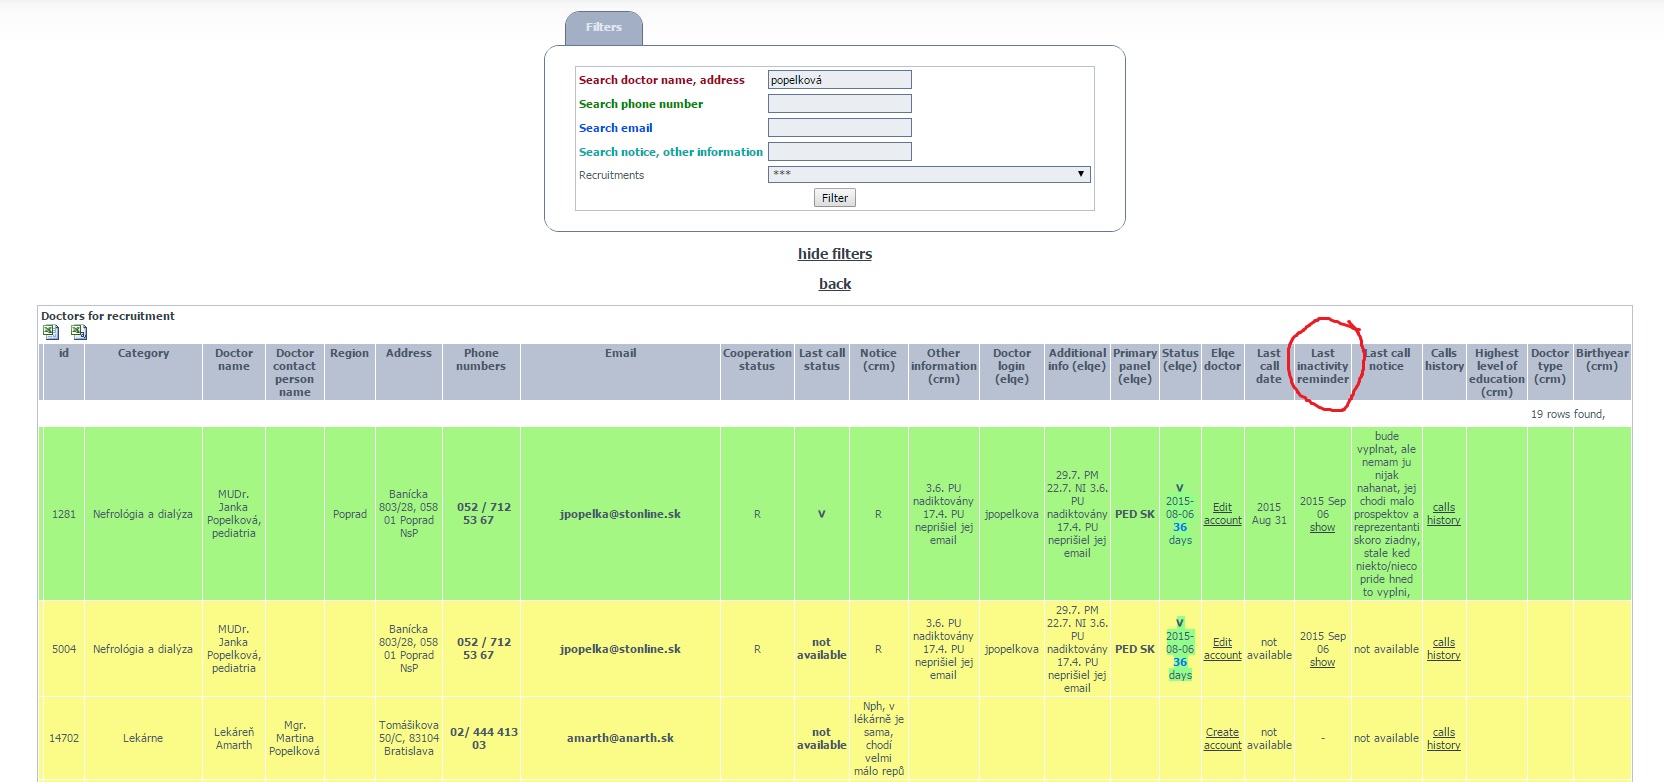 Filters
Search doctor name, address popelková
Search phone number
Search email
Search notice, other information
Recruitments ***
Filter
hide filters
back
Doctors for recruitment
id
Category
Doctor
name
Doctor
contact
person
name
Region
Address
Phone
numbers
Email
Cooperation
status
Last call
status
Notice
(crm)
Other
information
(crm)
Doctor
login
(elqe)
Additional
info (elqe)
Primary
panel
(elqe)
Status
(elqe)
Elqe
doctor
Last
call
date
Last
inactivity
reminder
Last call
notice
Calls
history
Highest
level of
education
(crm)
Doctor
type
(crm)
Birthyear
(crm)
19 rows found,
1281
Nefrológia a dialýza
MUDr.
Janka
Popelková,
pediatria
Poprad
Banícka
803/28, 058
01 Poprad
NsP
052 / 712
53 67
jpopelka@stonline.sk
R
v
R
3.6. PU
nadiktovány
17.4. PU
neprišiel jej
email
jpopelkova
29.7. PM
22.7. NI 3.6.
PU
nadiktovány
17.4. PU
neprišiel jej
email
PED SK
v
2015-
08-06
36
days
Edit
account
2015
Aug 31
2015 Sep
06
show
bude
vyplnat, ale
nemam ju
nijak
nahanat, jej
chodi malo
prospektov a
reprezentanti
skoro ziadny,
stale ked
niekto/nieco
pride hned
to vyplni,
calls
history
5004
Nefrológia a dialýza
MUDr.
Janka
Popelková,
pediatria
Banícka
803/28, 058
01 Poprad
NsP
052 / 712
53 67
jpopelka@stonline.sk
R
not
available
R
3.6. PU
nadiktovány
17.4. PU
neprišiel jej
email
jpopelkova
29.7. PM
22.7. NI 3.6.
PU
nadiktovány
17.4. PU
neprišiel jej
email
PED SK
v
2015-
08-06
36
days
Edit
account
not
available
2015 Sep
06
show
not available
calls
history
14702
Lekárne
Lekáreň
Amarth
Mgr.
Martina
Popelková
Tomášikova
50/C, 83104
Bratislava
02/ 444 413
03
amarth@anarth.sk
not
available
Nph, v
lékárně je
sama,
chodí
velmi
málo repů
Create
account
not
available
-
not available
calls
history